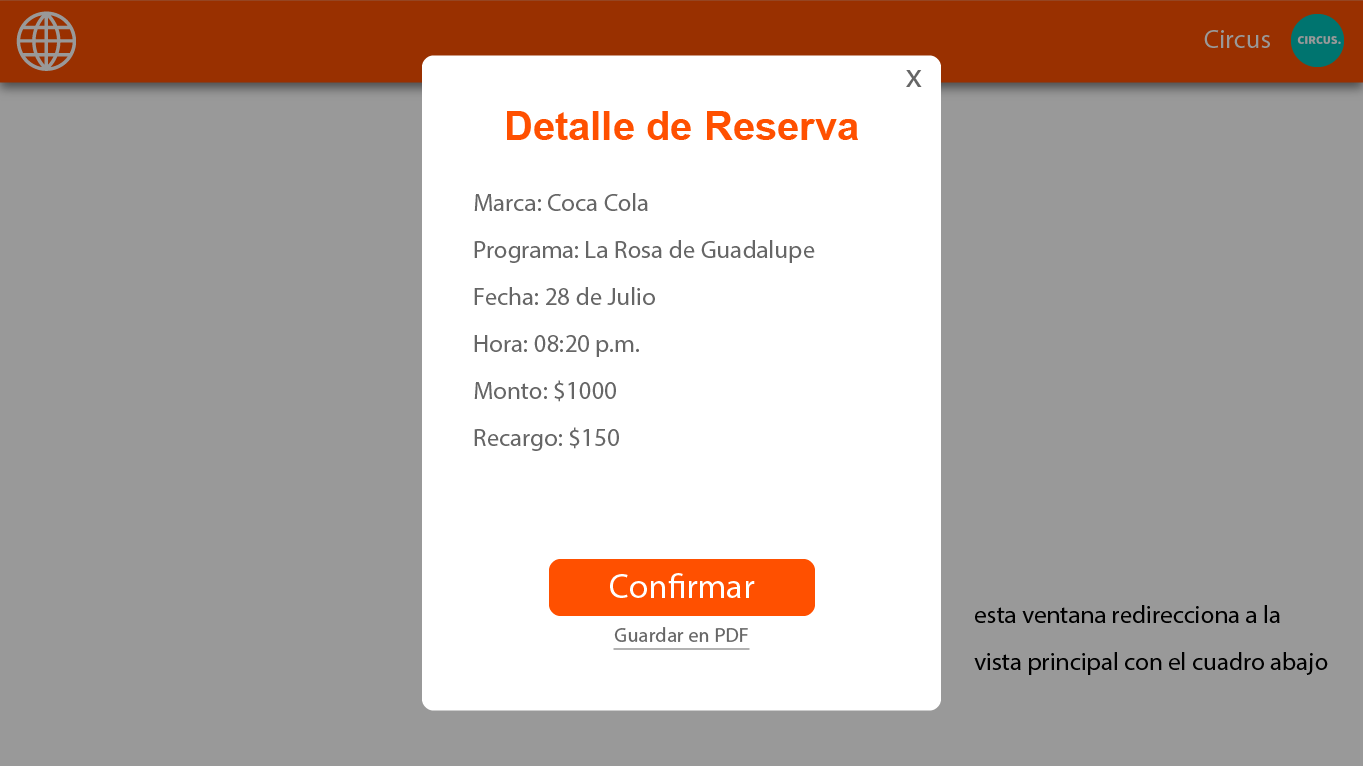 Circus
CIRCUS.
X
Detalle de Reserva
Marca: Coca Cola
Programa: La Rosa de Guadalupe
Fecha: 28 de Julio
Hora: 08:20 p.m.
Monto: $1000
Recargo: $150
Confirmar
Guardar en PDF
esta ventana redirecciona a la
vista principal con el cuadro abajo